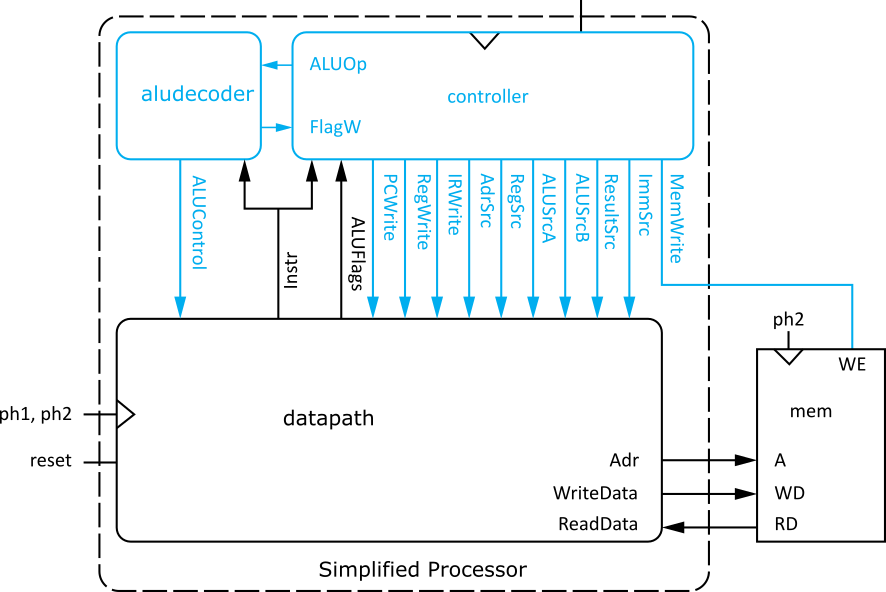 ALUOp
aludecoder
controller
FlagW
ALUControl
Instr
ALUFlags
PCWrite
RegWrite
IRWrite
AdrSrc
RegSrc
ALUSrcA
ALUSrcB
ResultSrc
ImmSrc
MemWrite
ph2
WE
mem
ph1, ph2
datapath
reset
Adr
A
WriteData
WD
ReadData
RD
Simplified Processor